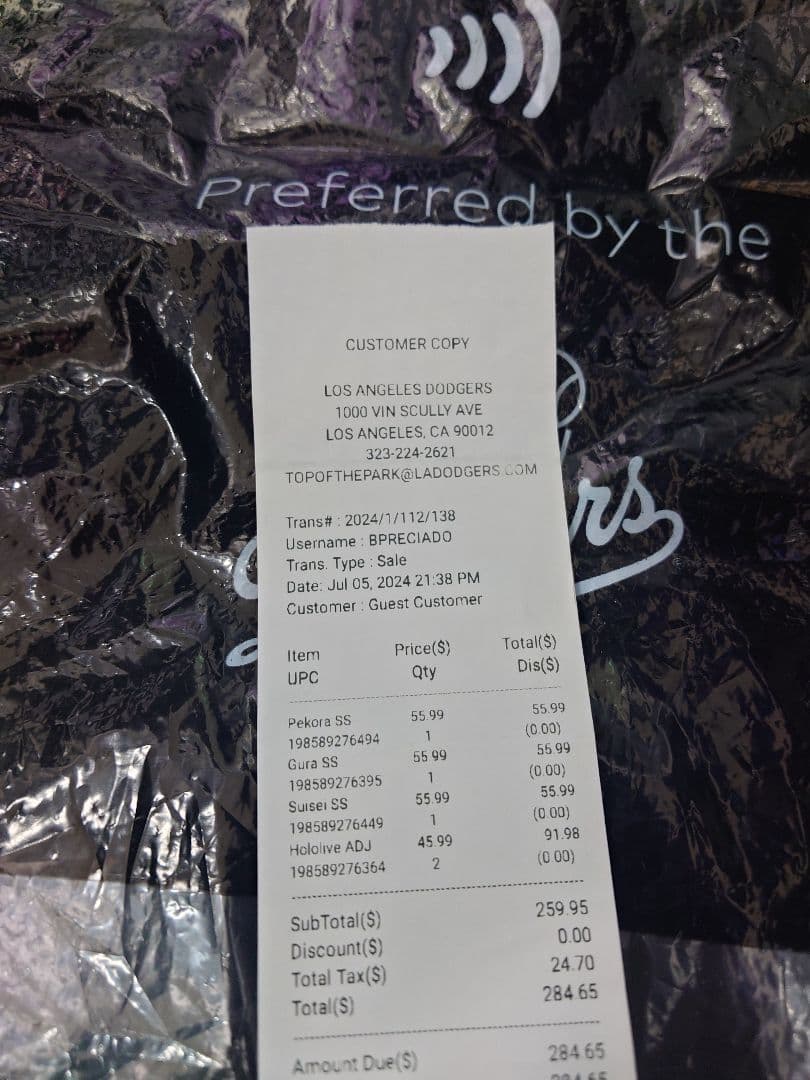 Preferred by the
rs
CUSTOMER COPY
LOS ANGELES DODGERS
1000 VIN SCULLY AVE
LOS ANGELES, CA 90012
323-224-2621
TOPOFTHEPARK@LADODGERS.COM
Trans# : 2024/1/112/138
Username : BPRECIADO
Trans. Type : Sale
Date: Jul 05, 2024 21:38 PM
Customer : Guest Customer
Item Price($) Total($)
UPC Qty Dis($)
Pekora SS 55.99 55.99
198589276494 1 (0.00)
Gura SS 55.99 55.99
198589276395 1 (0.00)
Suisei SS 55.99 55.99
198589276449 1 (0.00)
Hololive ADJ 45.99 91.98
198589276364 2 (0.00)
SubTotal($) 259.95
Discount($) 0.00
Total Tax($) 24.70
Total($) 284.65
Amount Due($) 284.65